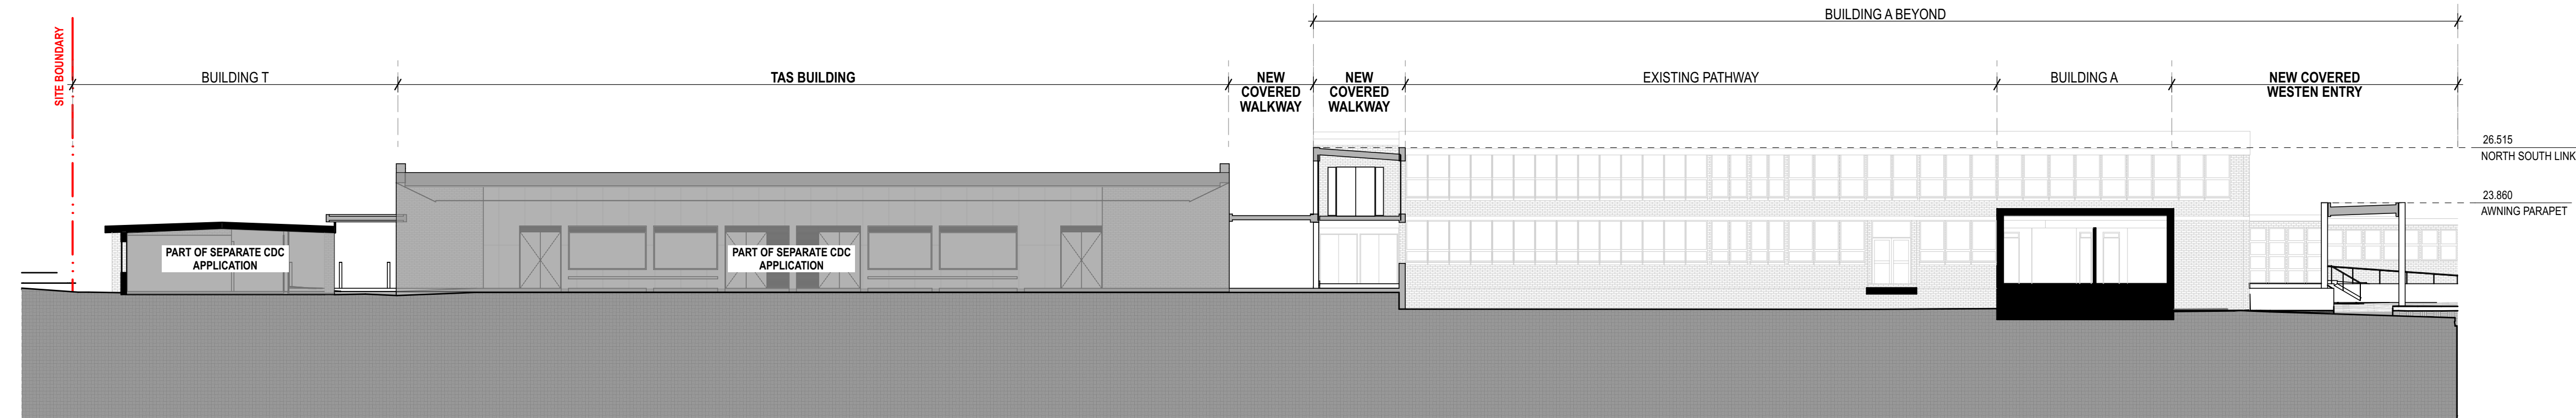 BUILDING A BEYOND
SITE BOUNDARY
BUILDING T
TAS BUILDING
NEW
COVERED
WALKWAY
NEW
COVERED
WALKWAY
EXISTING PATHWAY
BUILDING A
NEW COVERED
WESTEN ENTRY
26.515
NORTH SOUTH LINK
23.860
AWNING PARAPET
PART OF SEPARATE CDC
APPLICATION
PART OF SEPARATE CDC
APPLICATION